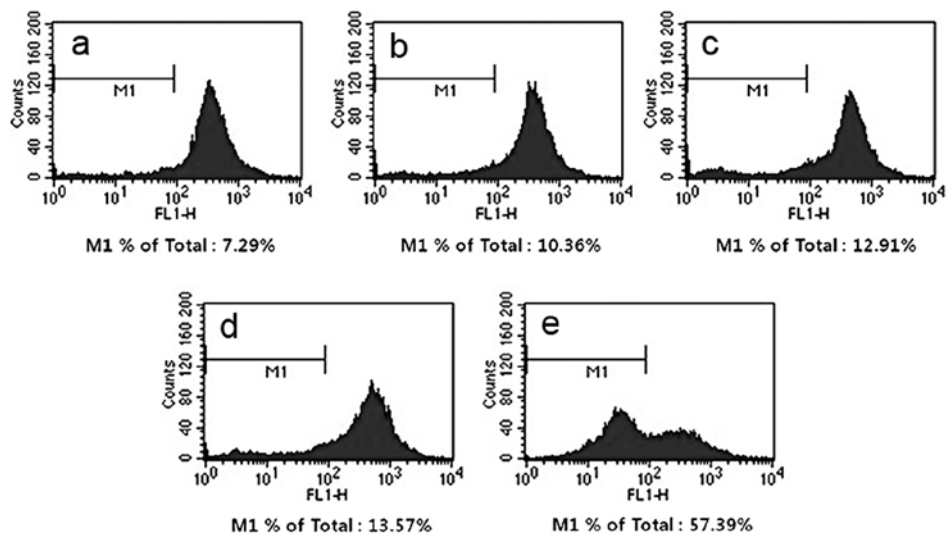 a
b
c
Counts
0 40 80 120 160 200
M1
10^0 10^1 10^2 10^3 10^4
FL1-H
M1 % of Total : 7.29%
Counts
0 40 80 120 160 200
M1
10^0 10^1 10^2 10^3 10^4
FL1-H
M1 % of Total : 10.36%
Counts
0 40 80 120 160 200
M1
10^0 10^1 10^2 10^3 10^4
FL1-H
M1 % of Total : 12.91%
d
e
Counts
0 40 80 120 160 200
M1
10^0 10^1 10^2 10^3 10^4
FL1-H
M1 % of Total : 13.57%
Counts
0 40 80 120 160 200
M1
10^0 10^1 10^2 10^3 10^4
FL1-H
M1 % of Total : 57.39%